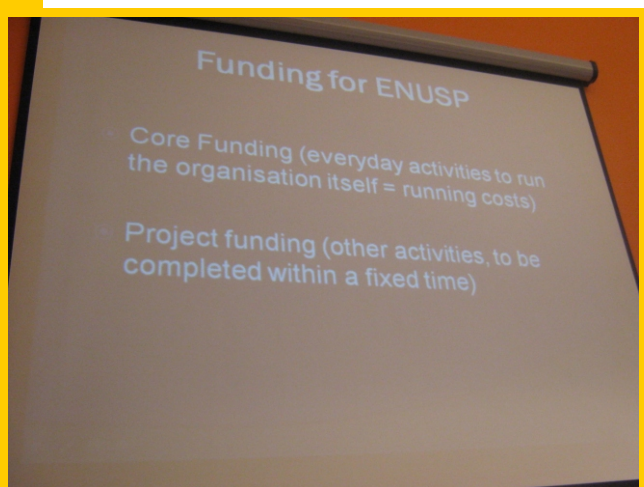 Funding for ENUSP
Core Funding (everyday activities to run
the organisation itself = running costs)
Project funding (other activities, to be
completed within a fixed time)